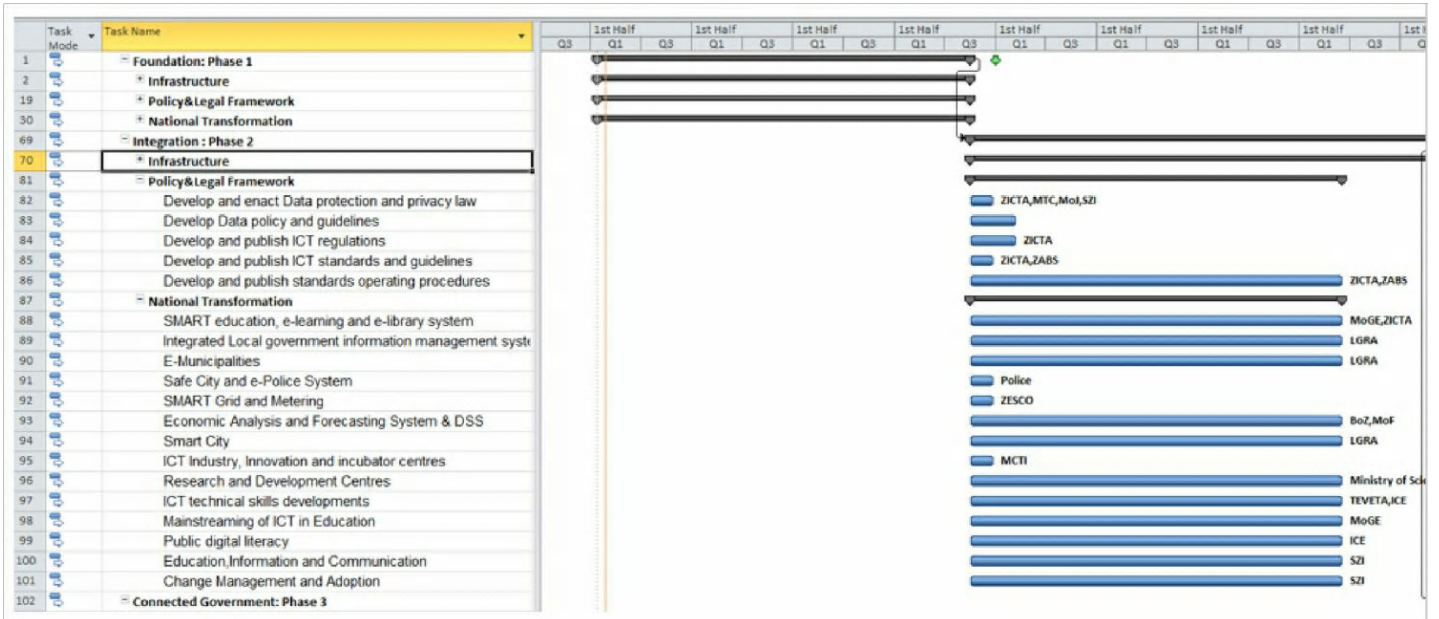 Task Mode Task Name 1st Half 1st Half 1st Half 1st Half 1st Half 1st Half 1st Half 1st Half
Q3 Q1 Q3 Q1 Q3 Q1 Q3 Q1 Q3 Q1 Q3 Q1 Q3 Q1 Q3 Q1 Q3
1 Foundation: Phase 1
2 Infrastructure
19 Policy&Legal Framework
30 National Transformation
69 Integration : Phase 2
70 Infrastructure
81 Policy&Legal Framework
82 Develop and enact Data protection and privacy law ZICTA,MTC,MoJ,SZI
83 Develop Data policy and guidelines
84 Develop and publish ICT regulations ZICTA
85 Develop and publish ICT standards and guidelines ZICTA,ZABS
86 Develop and publish standards operating procedures ZICTA,ZABS
87 National Transformation
88 SMART education, e-learning and e-library system MoGE,ZICTA
89 Integrated Local government information management syste LGRA
90 E-Municipalities LGRA
91 Safe City and e-Police System Police
92 SMART Grid and Metering ZESCO
93 Economic Analysis and Forecasting System & DSS BoZ,MoF
94 Smart City LGRA
95 ICT Industry, Innovation and incubator centres MCTI
96 Research and Development Centres Ministry of Scie
97 ICT technical skills developments TEVETA,ICE
98 Mainstreaming of ICT in Education MoGE
99 Public digital literacy ICE
100 Education,Information and Communication SZI
101 Change Management and Adoption SZI
102 Connected Government: Phase 3